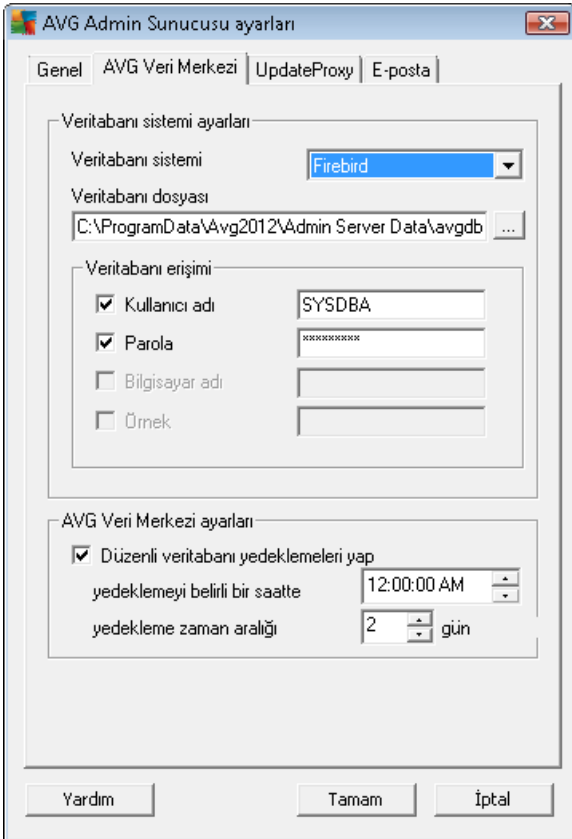 AVG Admin Sunucusu ayarları
Genel AVG Veri Merkezi UpdateProxy E-posta
Veritabanı sistemi ayarları
Veritabanı sistemi Firebird
Veritabanı dosyası
C:\ProgramData\Avg2012\Admin Server Data\avgdb ...
Veritabanı erişimi
Kullanıcı adı SYSDBA
Parola *********
Bilgisayar adı
Örnek
AVG Veri Merkezi ayarları
Düzenli veritabanı yedeklemeleri yap
yedeklemeyi belirli bir saatte 12:00:00 AM
yedekleme zaman aralığı 2 gün
Yardım Tamam İptal